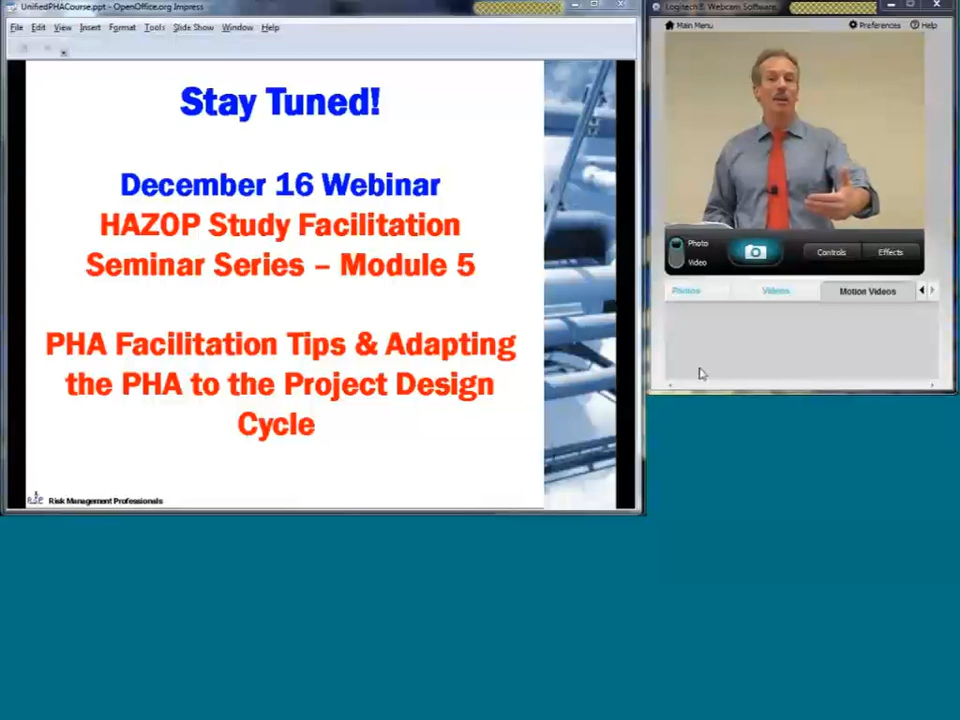 UnifiedPHACourse.ppt - OpenOffice.org Impress
File Edit View Insert Format Tools Slide Show Window Help
Stay Tuned!
December 16 Webinar
HAZOP Study Facilitation
Seminar Series – Module 5
PHA Facilitation Tips & Adapting
the PHA to the Project Design
Cycle
Risk Management Professionals
Logitech® Webcam Software
Main Menu Preferences Help
Photo
Video
Controls Effects
Photos Videos Motion Videos